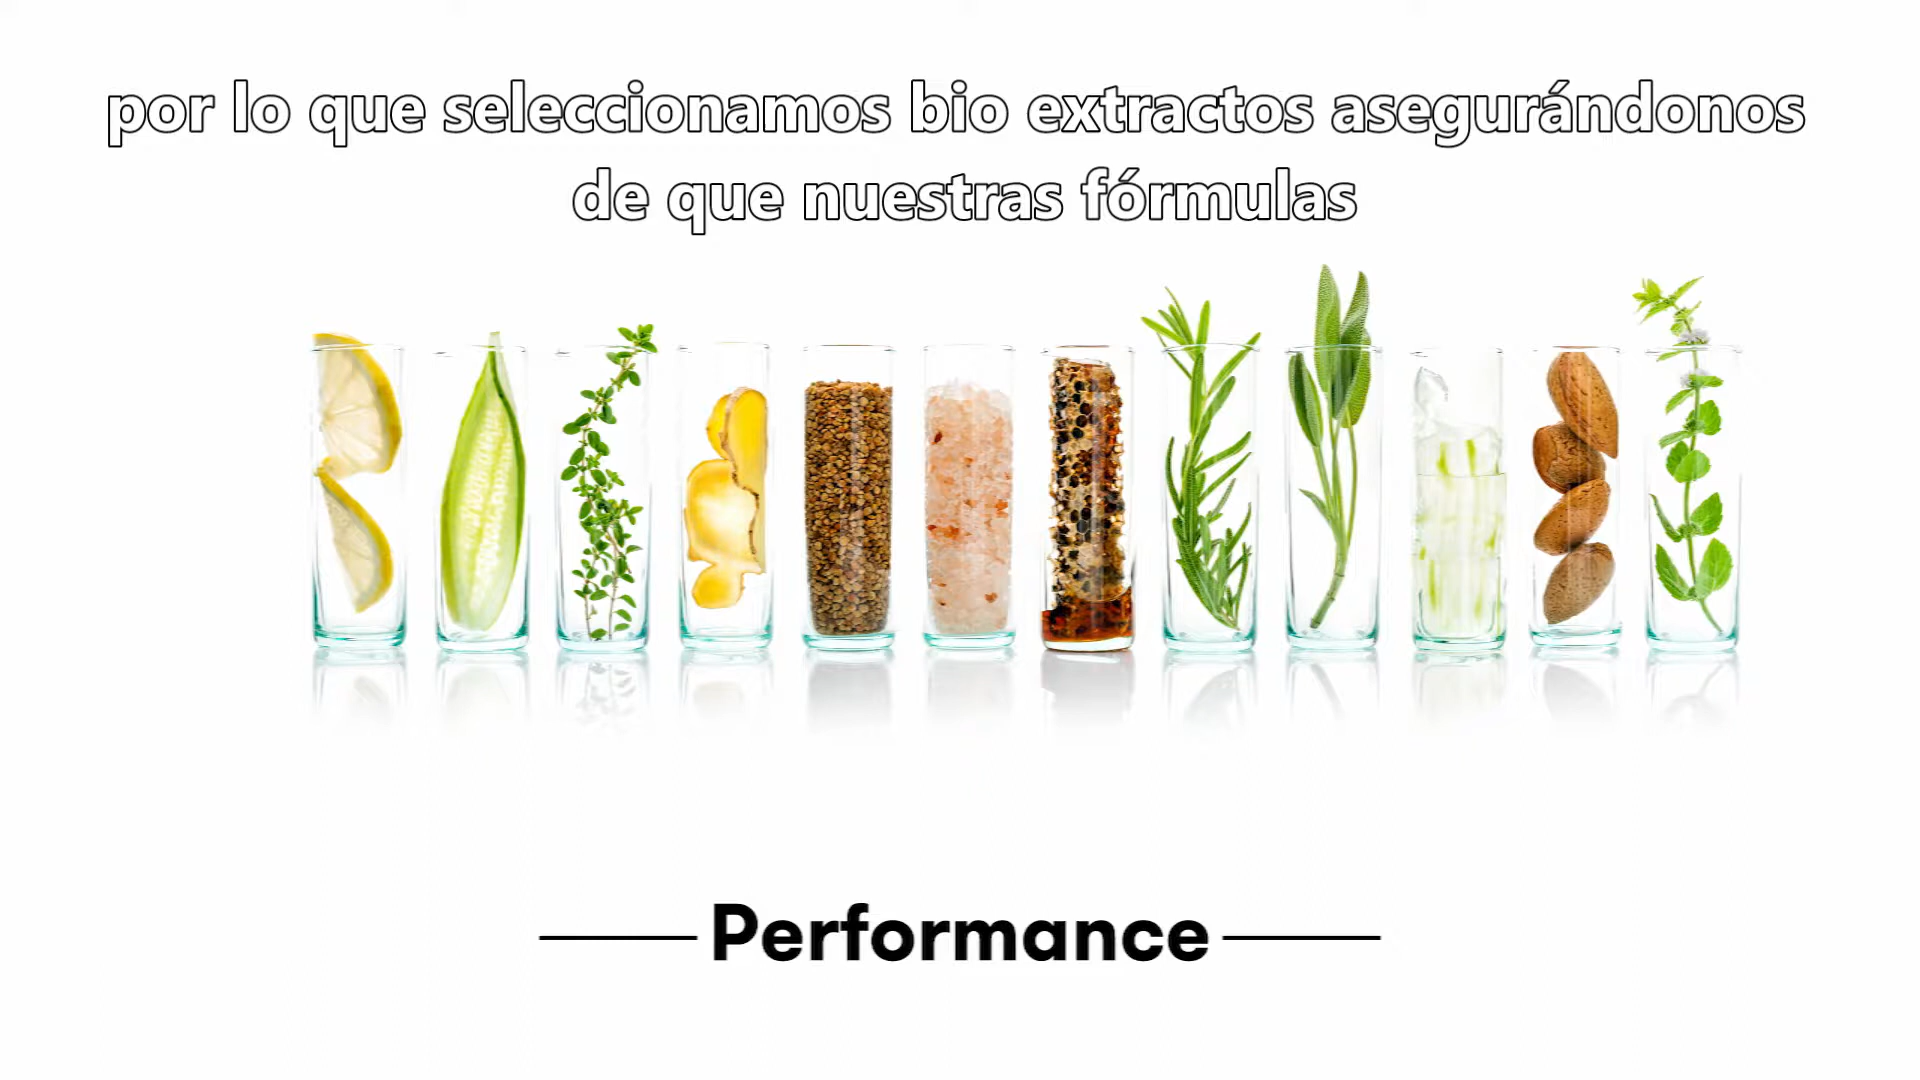 por lo que seleccionamos bio extractos asegurándonos
de que nuestras fórmulas
Performance